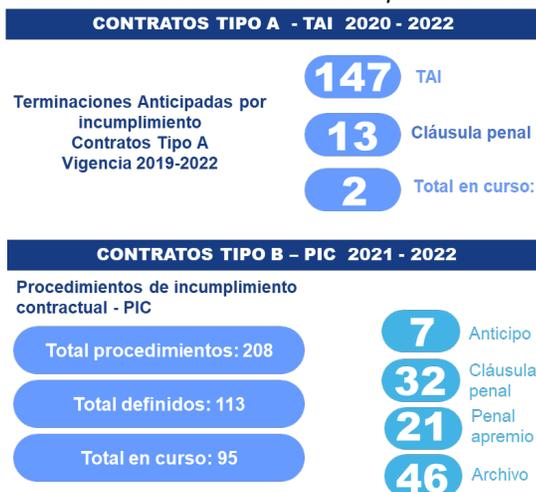 CONTRATOS TIPO A - TAI 2020 - 2022
Terminaciones Anticipadas por
incumplimiento
Contratos Tipo A
Vigencia 2019-2022
147 TAI
13 Cláusula penal
2 Total en curso:
CONTRATOS TIPO B – PIC 2021 - 2022
Procedimientos de incumplimiento
contractual - PIC
Total procedimientos: 208
Total definidos: 113
Total en curso: 95
7 Anticipo
32 Cláusula
penal
21 Penal
apremio
46 Archivo